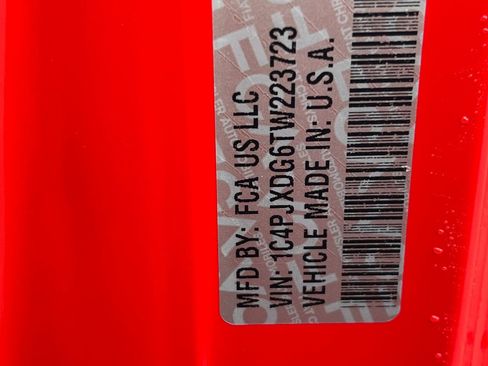 MFD BY: FCA US LLC
VIN: 1C4PJXDG6TW223723
VEHICLE MADE IN: U.S.A.